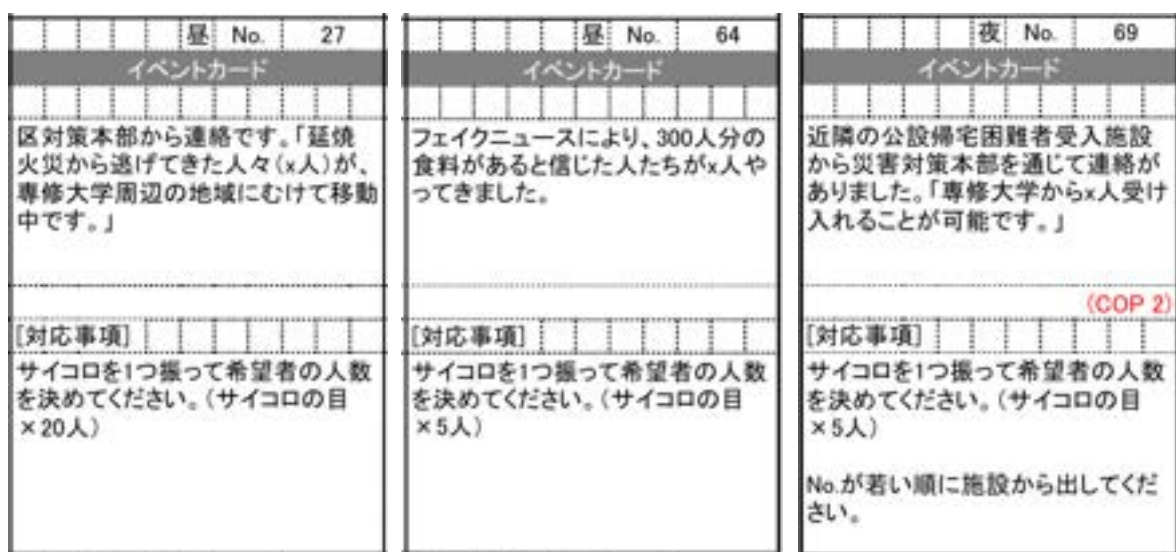 昼 No. 27
イベントカード
区対策本部から連絡です。「延焼
火災から逃げてきた人々(x人)が、
専修大学周辺の地域にむけて移動
中です。」
[対応事項]
サイコロを1つ振って希望者の人数
を決めてください。(サイコロの目
×20人)
昼 No. 64
イベントカード
フェイクニュースにより、300人分の
食料があると信じた人たちがx人や
ってきました。
[対応事項]
サイコロを1つ振って希望者の人数
を決めてください。(サイコロの目
×5人)
夜 No. 69
イベントカード
近隣の公設帰宅困難者受入施設
から災害対策本部を通じて連絡が
ありました。「専修大学からx人受け
入れることが可能です。」
(COP 2)
[対応事項]
サイコロを1つ振って希望者の人数
を決めてください。(サイコロの目
×5人)
No.が若い順に施設から出してくだ
さい。